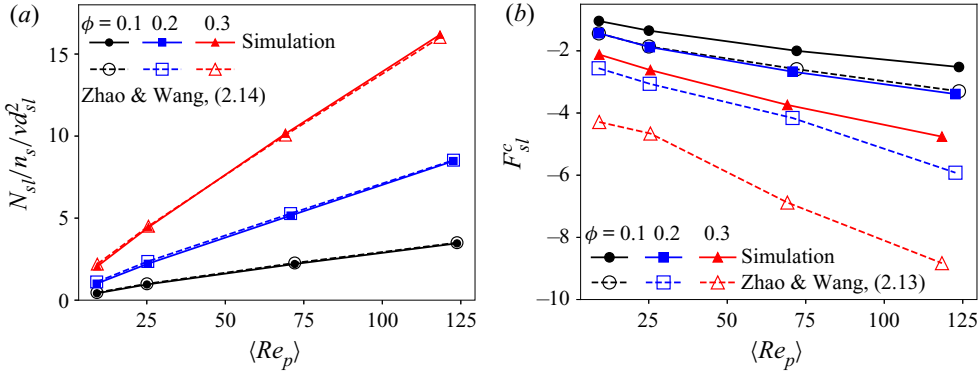 (a)
ϕ = 0.1 0.2 0.3
Simulation
Zhao & Wang, (2.14)
N_sl/n_s/νd²_sl
15
10
5
0
25 50 75 100 125
⟨Re_p⟩
(b)
F^c_sl
−2
−4
−6
−8
−10
ϕ = 0.1 0.2 0.3
Simulation
Zhao & Wang, (2.13)
25 50 75 100 125
⟨Re_p⟩